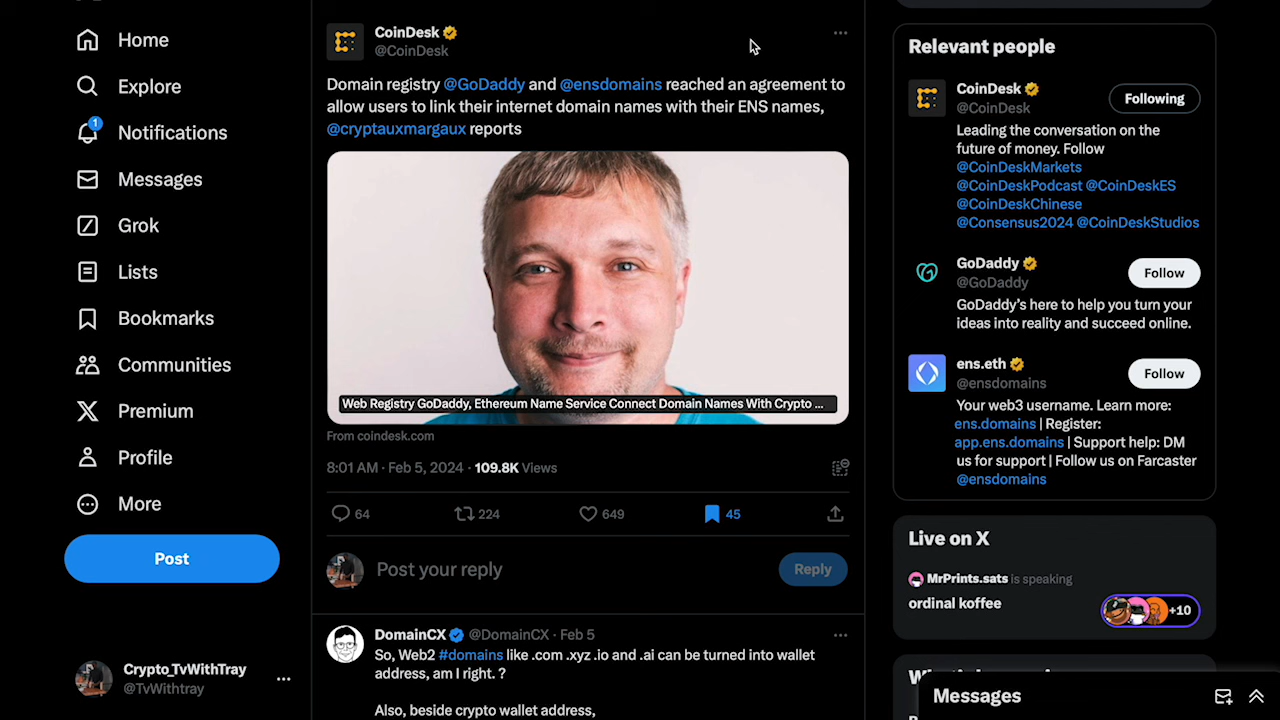 Home
Explore
1
Notifications
Messages
Grok
Lists
Bookmarks
Communities
Premium
Profile
More
Post
Crypto_TvWithTray
@TvWithtray
CoinDesk
@CoinDesk
Domain registry @GoDaddy and @ensdomains reached an agreement to
allow users to link their internet domain names with their ENS names,
@cryptauxmargaux reports
Web Registry GoDaddy, Ethereum Name Service Connect Domain Names With Crypto ...
From coindesk.com
8:01 AM · Feb 5, 2024 · 109.8K Views
64
224
649
45
Post your reply
Reply
DomainCX @DomainCX · Feb 5
So, Web2 #domains like .com .xyz .io and .ai can be turned into wallet
address, am I right. ?
Also, beside crypto wallet address,
Relevant people
CoinDesk
@CoinDesk
Following
Leading the conversation on the
future of money. Follow
@CoinDeskMarkets
@CoinDeskPodcast @CoinDeskES
@CoinDeskChinese
@Consensus2024 @CoinDeskStudios
GoDaddy
@GoDaddy
Follow
GoDaddy's here to help you turn your
ideas into reality and succeed online.
ens.eth
@ensdomains
Follow
Your web3 username. Learn more:
ens.domains | Register:
app.ens.domains | Support help: DM
us for support | Follow us on Farcaster
@ensdomains
Live on X
MrPrints.sats is speaking
ordinal koffee
+10
Messages